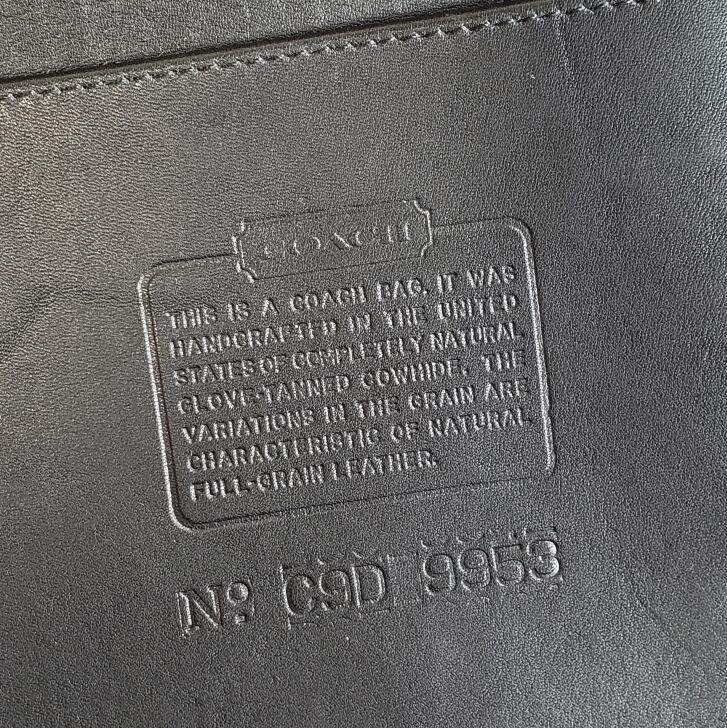 COACH
THIS IS A COACH BAG. IT WAS
HANDCRAFTED IN THE UNITED
STATES OF COMPLETELY NATURAL
GLOVE-TANNED COWHIDE. THE
VARIATIONS IN THE GRAIN ARE
CHARACTERISTIC OF NATURAL
FULL-GRAIN LEATHER.
Nº C9D 9953